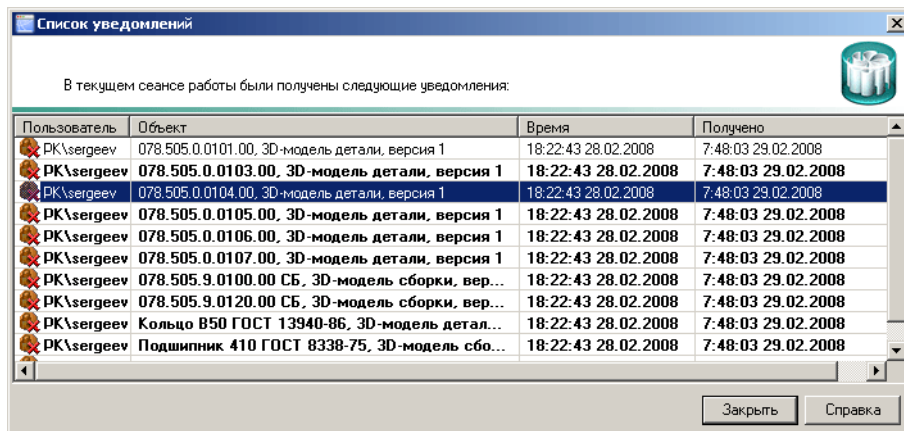 Список уведомлений
В текущем сеансе работы были получены следующие уведомления:
Пользователь Объект Время Получено
PK\sergeev 078.505.0.0101.00, 3D-модель детали, версия 1 18:22:43 28.02.2008 7:48:03 29.02.2008
PK\sergeev 078.505.0.0103.00, 3D-модель детали, версия 1 18:22:43 28.02.2008 7:48:03 29.02.2008
PK\sergeev 078.505.0.0104.00, 3D-модель детали, версия 1 18:22:43 28.02.2008 7:48:03 29.02.2008
PK\sergeev 078.505.0.0105.00, 3D-модель детали, версия 1 18:22:43 28.02.2008 7:48:03 29.02.2008
PK\sergeev 078.505.0.0106.00, 3D-модель детали, версия 1 18:22:43 28.02.2008 7:48:03 29.02.2008
PK\sergeev 078.505.0.0107.00, 3D-модель детали, версия 1 18:22:43 28.02.2008 7:48:03 29.02.2008
PK\sergeev 078.505.9.0100.00 СБ, 3D-модель сборки, вер... 18:22:43 28.02.2008 7:48:03 29.02.2008
PK\sergeev 078.505.9.0120.00 СБ, 3D-модель сборки, вер... 18:22:43 28.02.2008 7:48:03 29.02.2008
PK\sergeev Кольцо В50 ГОСТ 13940-86, 3D-модель детал... 18:22:43 28.02.2008 7:48:03 29.02.2008
PK\sergeev Подшипник 410 ГОСТ 8338-75, 3D-модель сбо... 18:22:43 28.02.2008 7:48:03 29.02.2008
Закрыть Справка